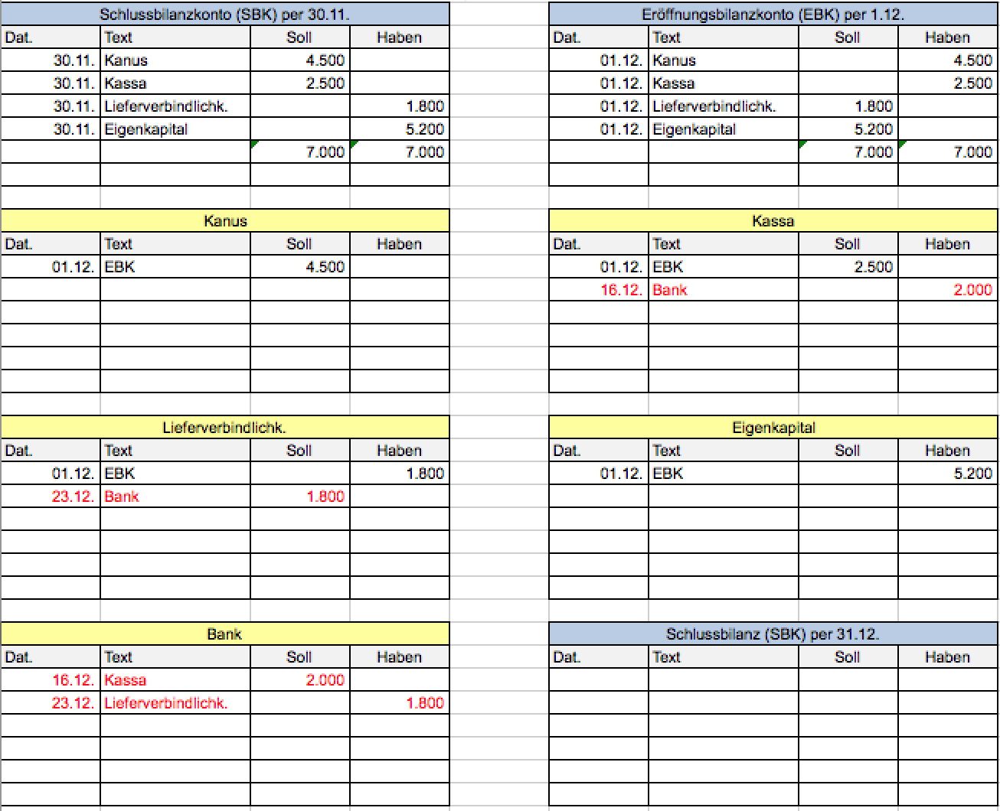 Schlussbilanzkonto (SBK) per 30.11.
Dat. Text Soll Haben
30.11. Kanus 4.500
30.11. Kassa 2.500
30.11. Lieferverbindlichk. 1.800
30.11. Eigenkapital 5.200
7.000 7.000
Eröffnungsbilanzkonto (EBK) per 1.12.
Dat. Text Soll Haben
01.12. Kanus 4.500
01.12. Kassa 2.500
01.12. Lieferverbindlichk. 1.800
01.12. Eigenkapital 5.200
7.000 7.000
Kanus
Dat. Text Soll Haben
01.12. EBK 4.500
Kassa
Dat. Text Soll Haben
01.12. EBK 2.500
16.12. Bank 2.000
Lieferverbindlichk.
Dat. Text Soll Haben
01.12. EBK 1.800
23.12. Bank 1.800
Eigenkapital
Dat. Text Soll Haben
01.12. EBK 5.200
Bank
Dat. Text Soll Haben
16.12. Kassa 2.000
23.12. Lieferverbindlichk. 1.800
Schlussbilanz (SBK) per 31.12.
Dat. Text Soll Haben